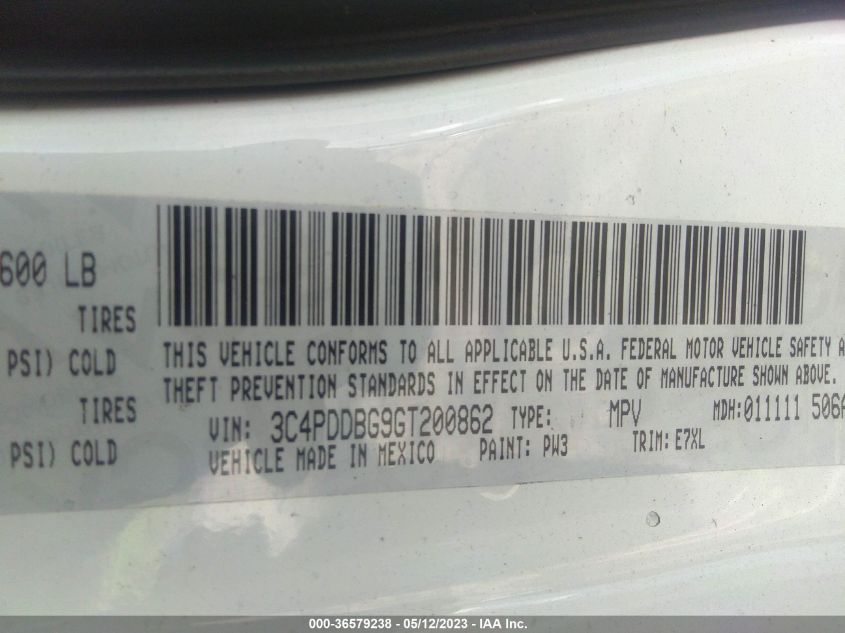 600 LB
TIRES
PSI) COLD
TIRES
PSI) COLD
THIS VEHICLE CONFORMS TO ALL APPLICABLE U.S.A. FEDERAL MOTOR VEHICLE SAFETY A
THEFT PREVENTION STANDARDS IN EFFECT ON THE DATE OF MANUFACTURE SHOWN ABOVE.
VIN: 3C4PDDBG9GT200862 TYPE: MPV MDH:011111 506A
VEHICLE MADE IN MEXICO PAINT: PW3 TRIM: E7XL
000-36579238 - 05/12/2023 - IAA Inc.